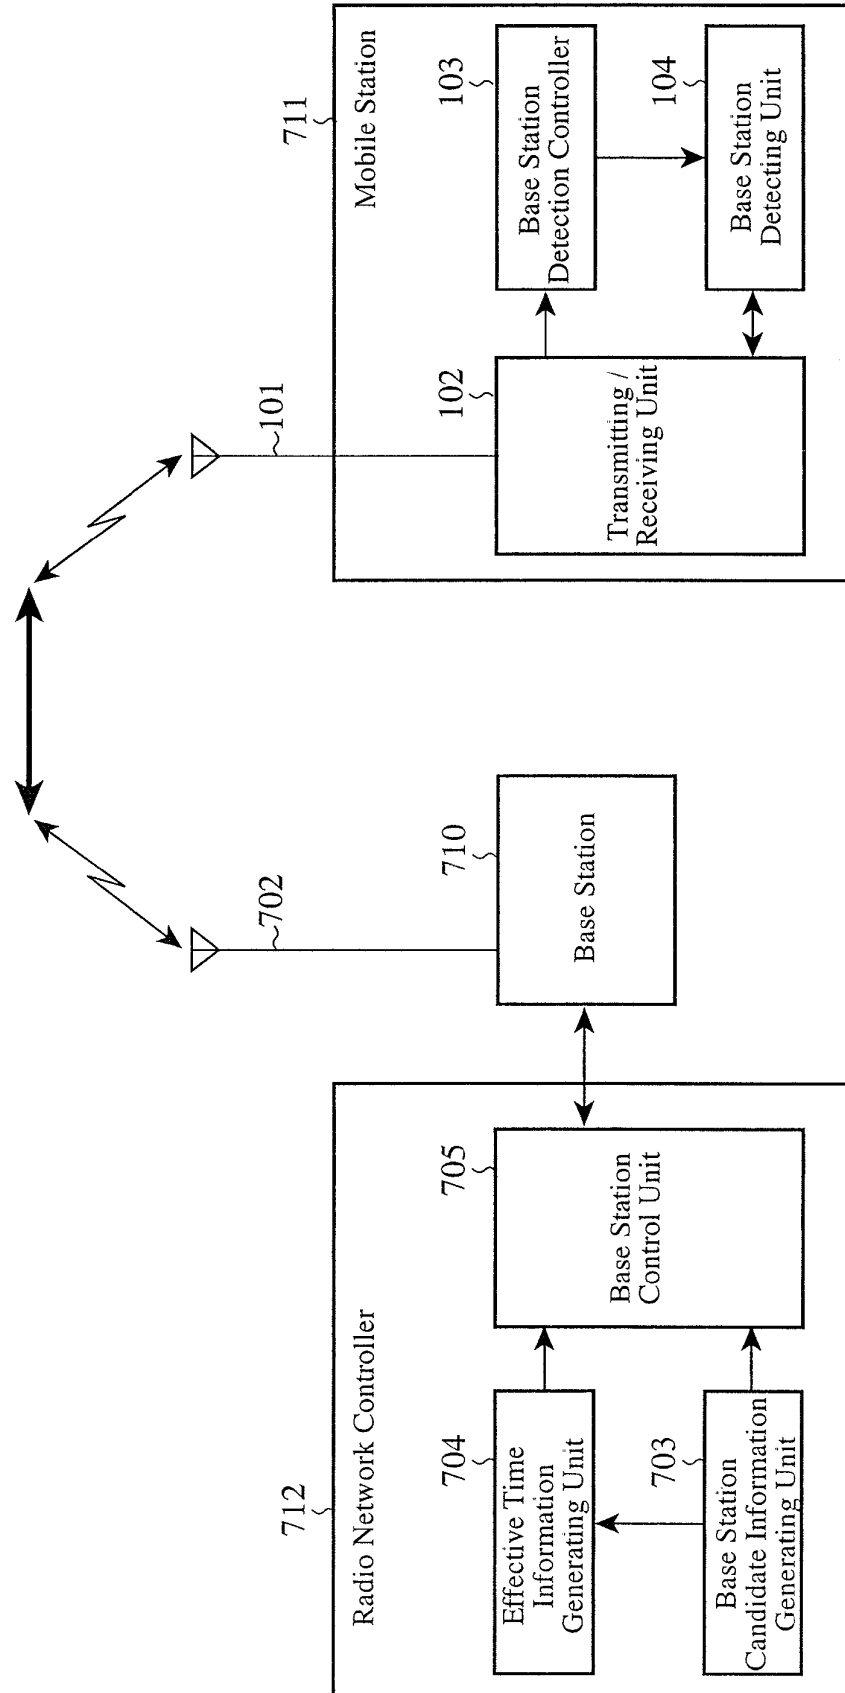 712
Radio Network Controller
704
Effective Time
Information
Generating Unit
703
Base Station
Candidate Information
Generating Unit
705
Base Station
Control Unit
702
710
Base Station
101
711
Mobile Station
102
Transmitting /
Receiving Unit
103
Base Station
Detection Controller
104
Base Station
Detecting Unit